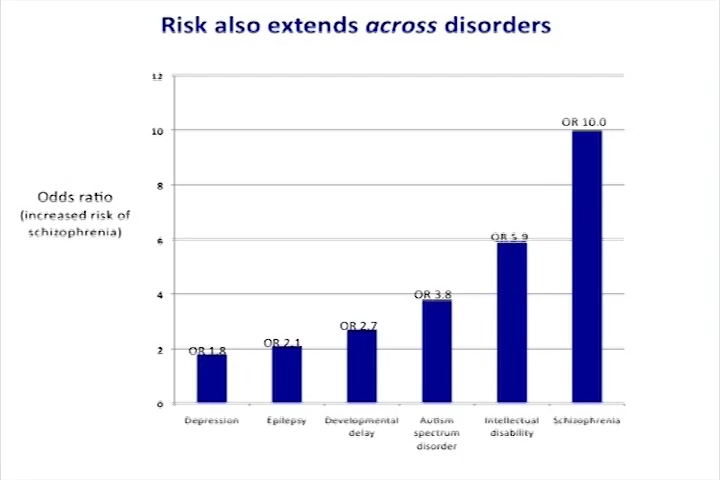 Risk also extends across disorders
12
10
8
6
4
2
0
Odds ratio
(increased risk of
schizophrenia)
OR 1.8
OR 2.1
OR 2.7
OR 3.8
OR 5.9
OR 10.0
Depression
Epilepsy
Developmental
delay
Autism
spectrum
disorder
Intellectual
disability
Schizophrenia